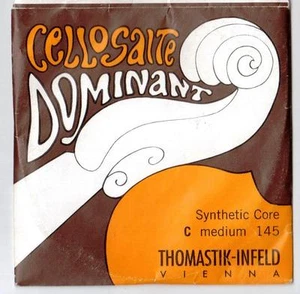 Cellosaite
DOMINANT
Synthetic Core
C medium 145
THOMASTIK-INFELD
VIENNA